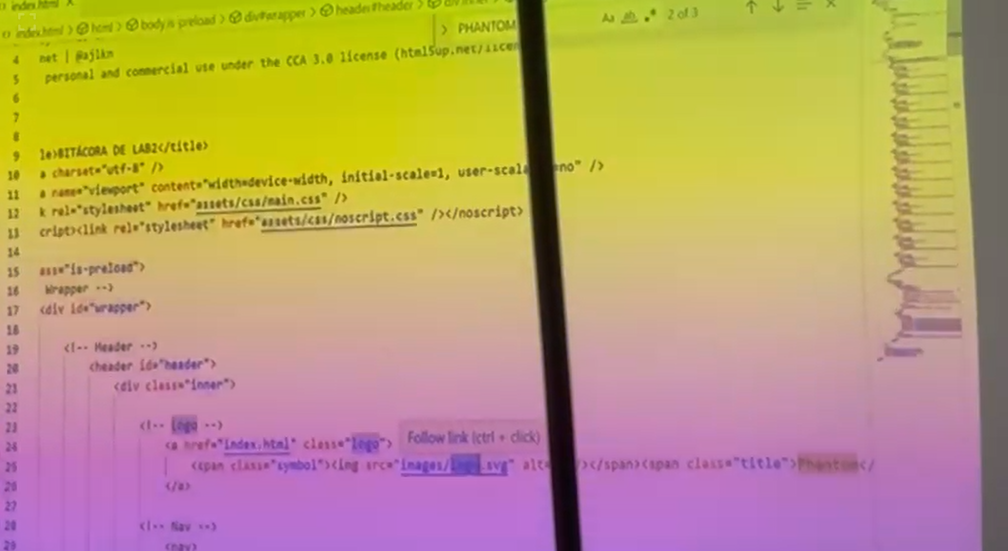 index.html
index.html > html > body.is-preload > div#wrapper > header#header >
> PHANTOM
Aa ab .* 2 of 3
4 net | @ajlkn
5 personal and commercial use under the CCA 3.0 license (html5up.net/licen
6
7
8
9 le>BITÁCORA DE LAB2</title>
10 a charset="utf-8" />
11 a name="viewport" content="width=device-width, initial-scale=1, user-scala no" />
12 k rel="stylesheet" href="assets/css/main.css" />
13 cript><link rel="stylesheet" href="assets/css/noscript.css" /></noscript>
14
15 ass="is-preload">
16 Wrapper -->
17 <div id="wrapper">
18
19 <!-- Header -->
20 <header id="header">
21 <div class="inner">
22
23 <!-- Logo -->
24 <a href="index.html" class="logo">
Follow link (ctrl + click)
25 <span class="symbol"><img src="images/logo.svg" alt= /></span><span class="title">Phantom</
26 </a>
27
28 <!-- Nav -->
29 <nav>